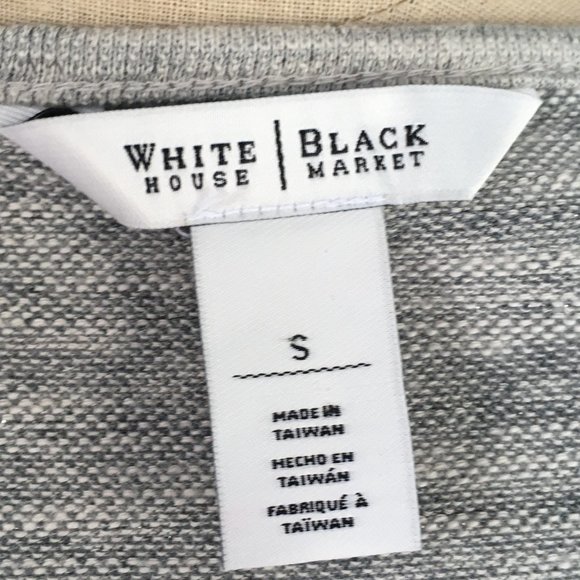 WHITE | BLACK
HOUSE | MARKET
S
MADE IN
TAIWAN
HECHO EN
TAIWÁN
FABRIQUÉ À
TAÏWAN